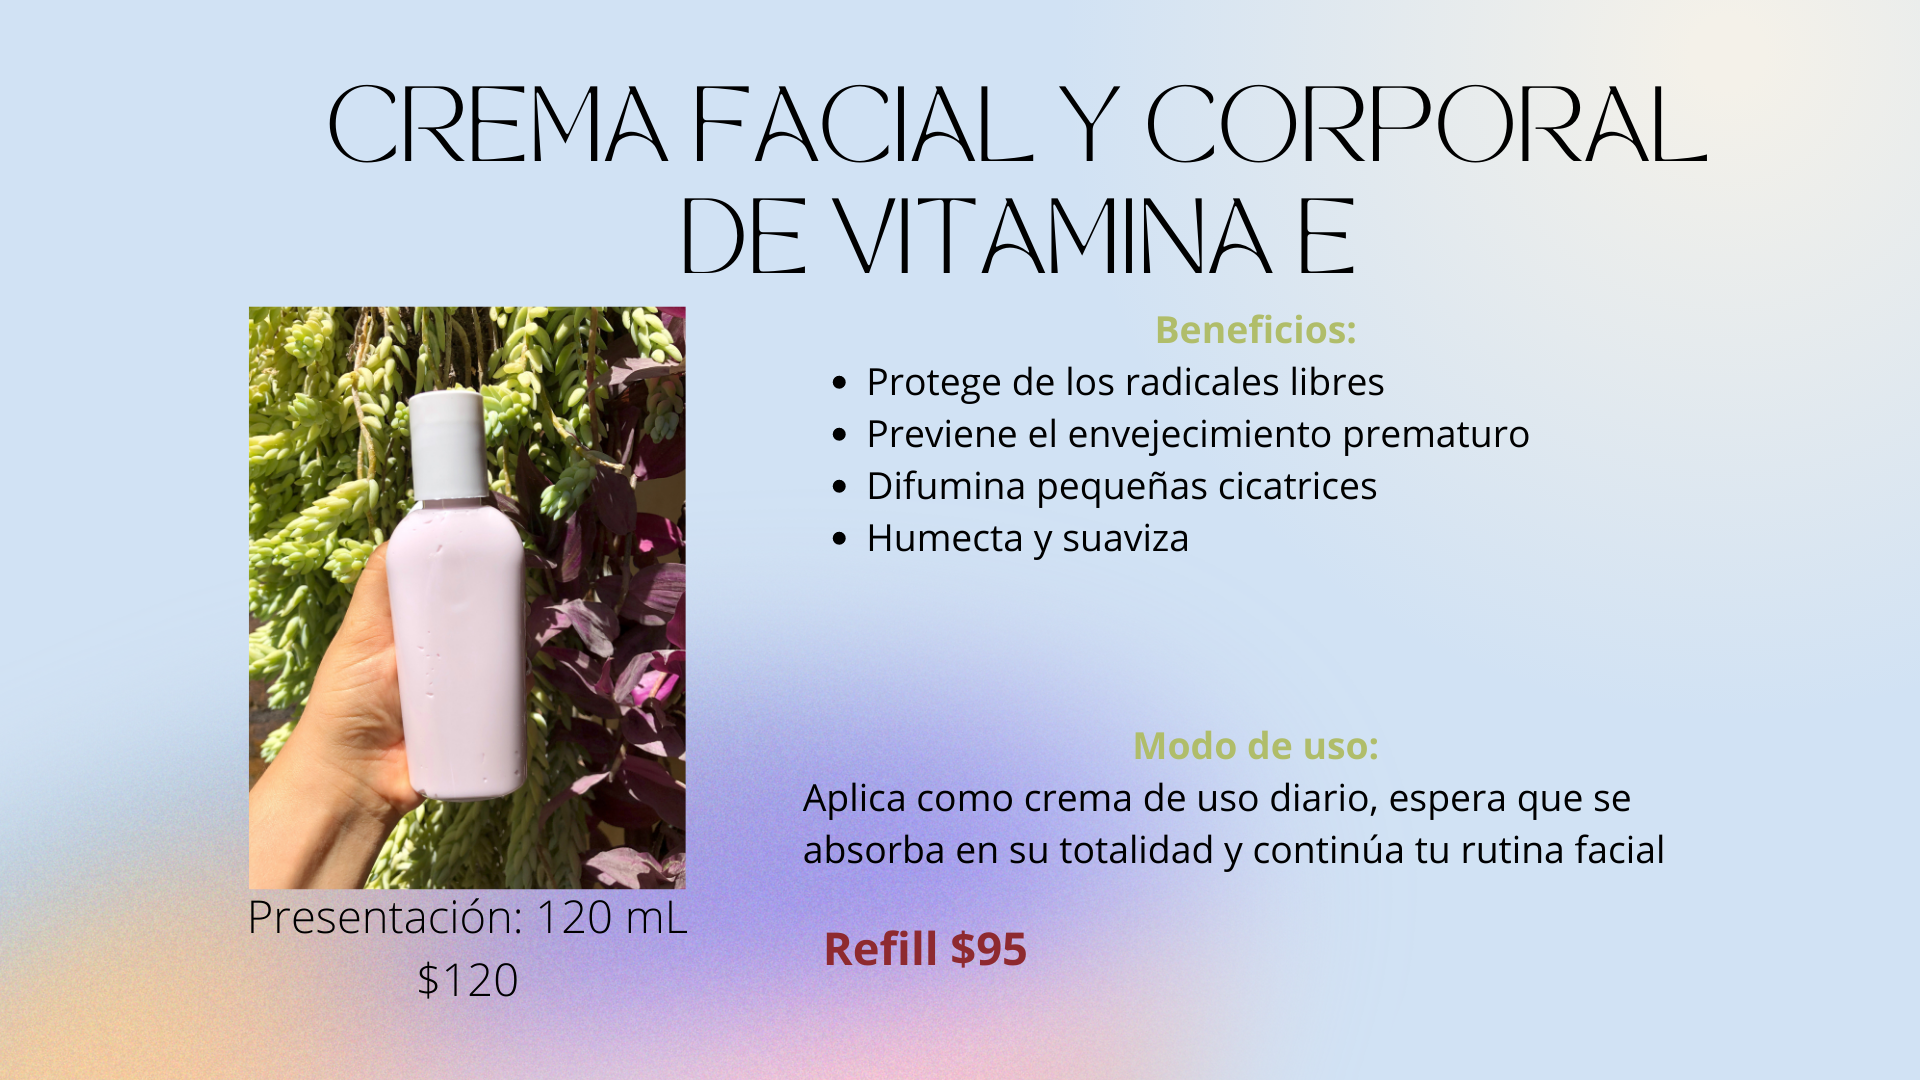 CREMA FACIAL Y CORPORAL
DE VITAMINA E
Beneficios:
• Protege de los radicales libres
• Previene el envejecimiento prematuro
• Difumina pequeñas cicatrices
• Humecta y suaviza
Modo de uso:
Aplica como crema de uso diario, espera que se
absorba en su totalidad y continúa tu rutina facial
Presentación: 120 mL
$120
Refill $95